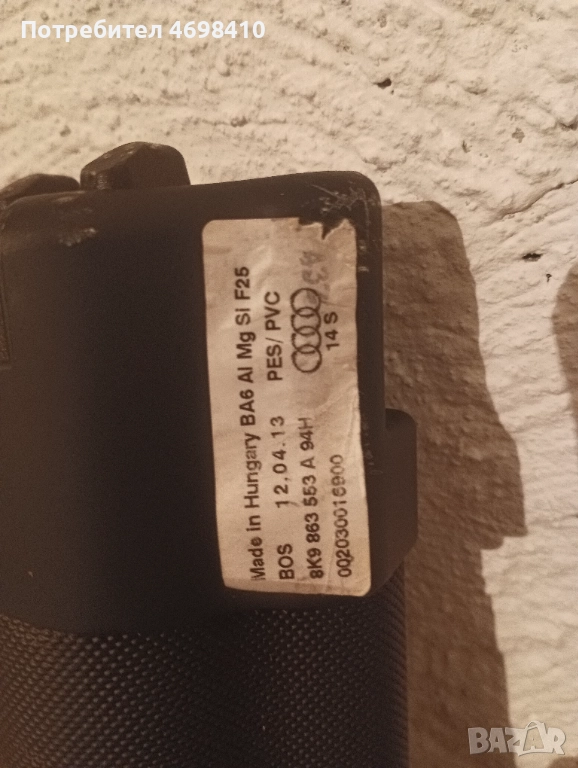 Потребител 4698410
Made in Hungary BA6 Al Mg Si F25
BOS 12.04.13 PES/ PVC
8K9 863 553 A 94H 14 S
002030016900
BAZAR